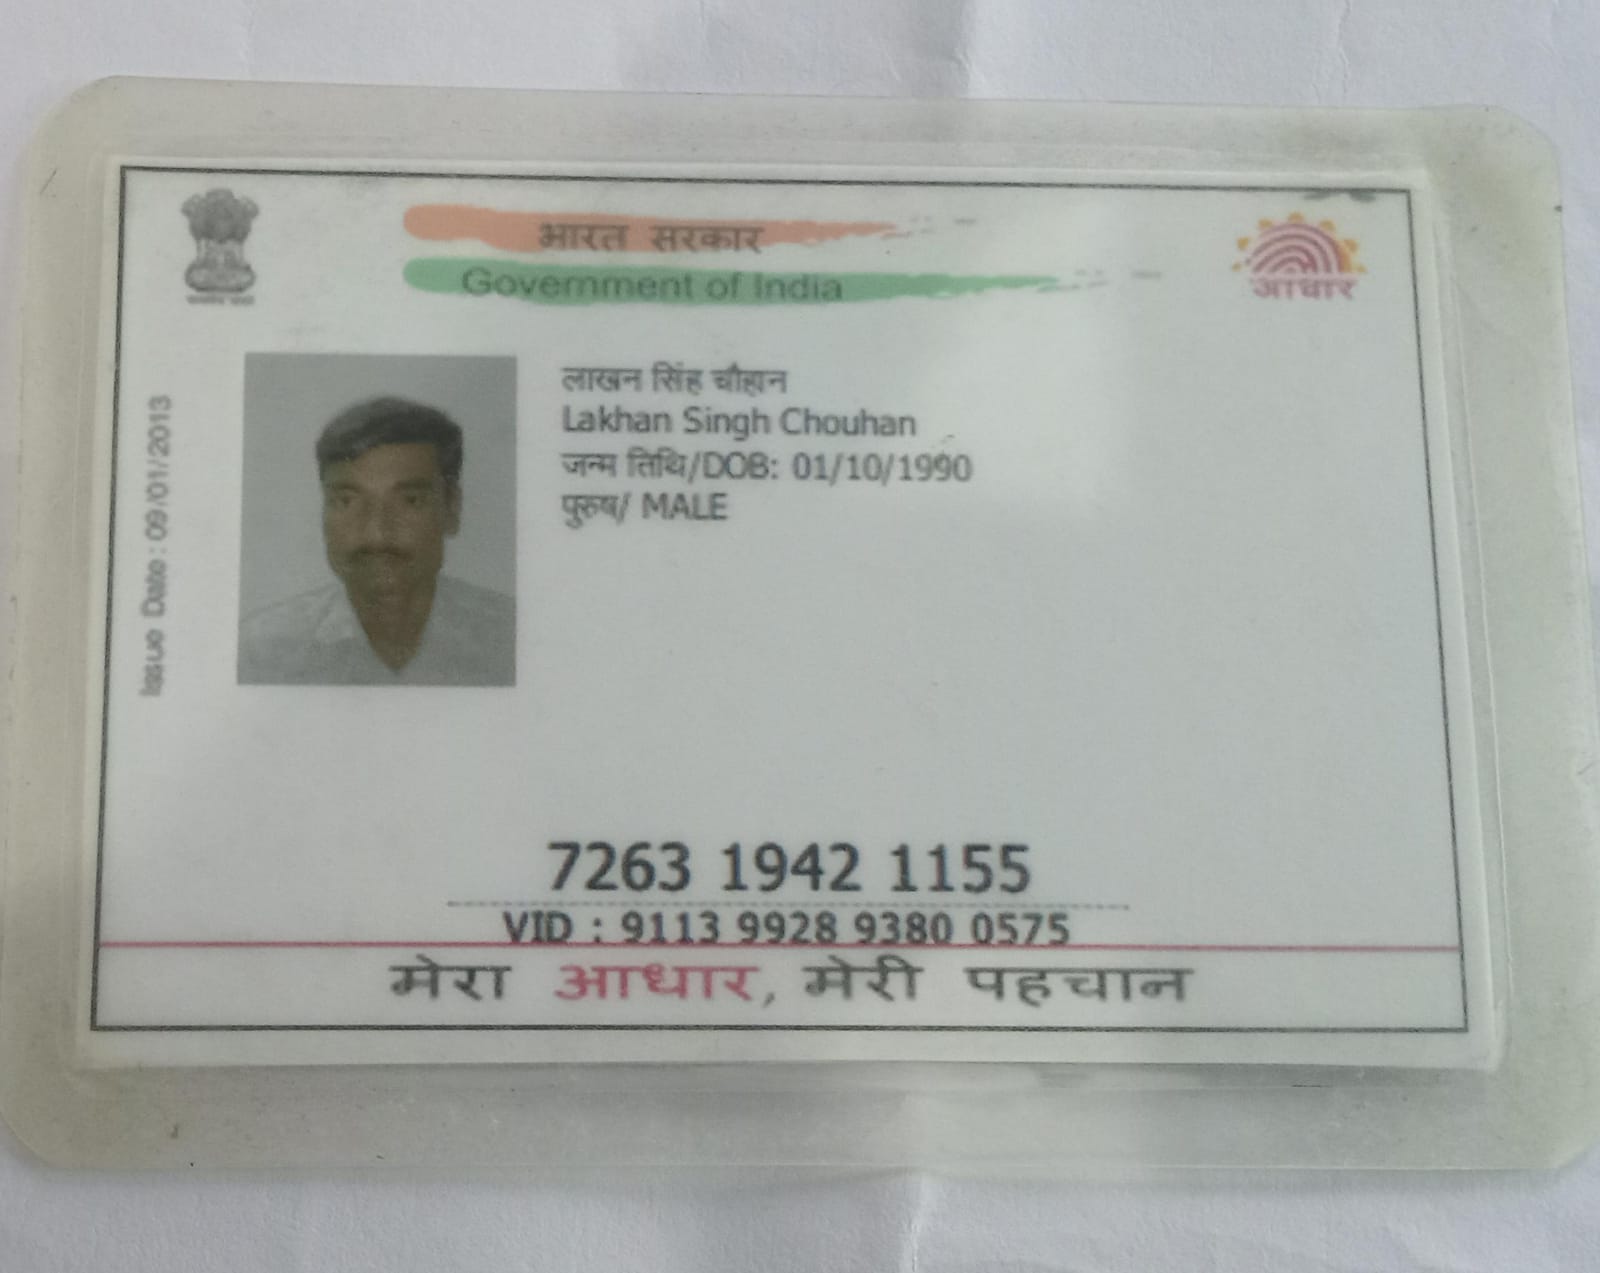 भारत सरकार
Government of India
आधार
Issue Date : 09/01/2013
लाखन सिंह चौहान
Lakhan Singh Chouhan
जन्म तिथि/DOB: 01/10/1990
पुरुष/ MALE
7263 1942 1155
VID : 9113 9928 9380 0575
मेरा आधार, मेरी पहचान